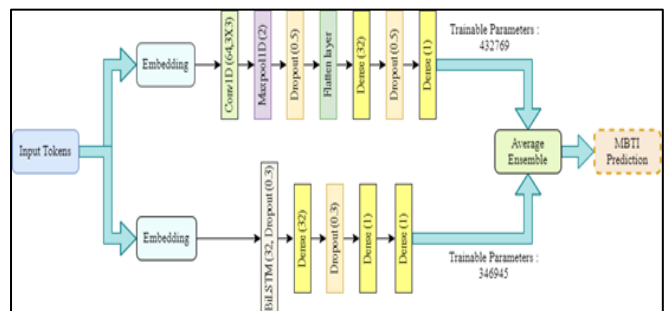 Embedding
Conv1D (64,3X3)
Maxpool1D (2)
Dropout (0.5)
Flatten layer
Dense (32)
Dropout (0.5)
Dense (1)
Trainable Parameters :
432769
Input Tokens
Average
Ensemble
MBTI
Prediction
Embedding
BiLSTM (32, Dropout (0.3)
Dense (32)
Dropout (0.3)
Dense (1)
Dense (1)
Trainable Parameters :
346945